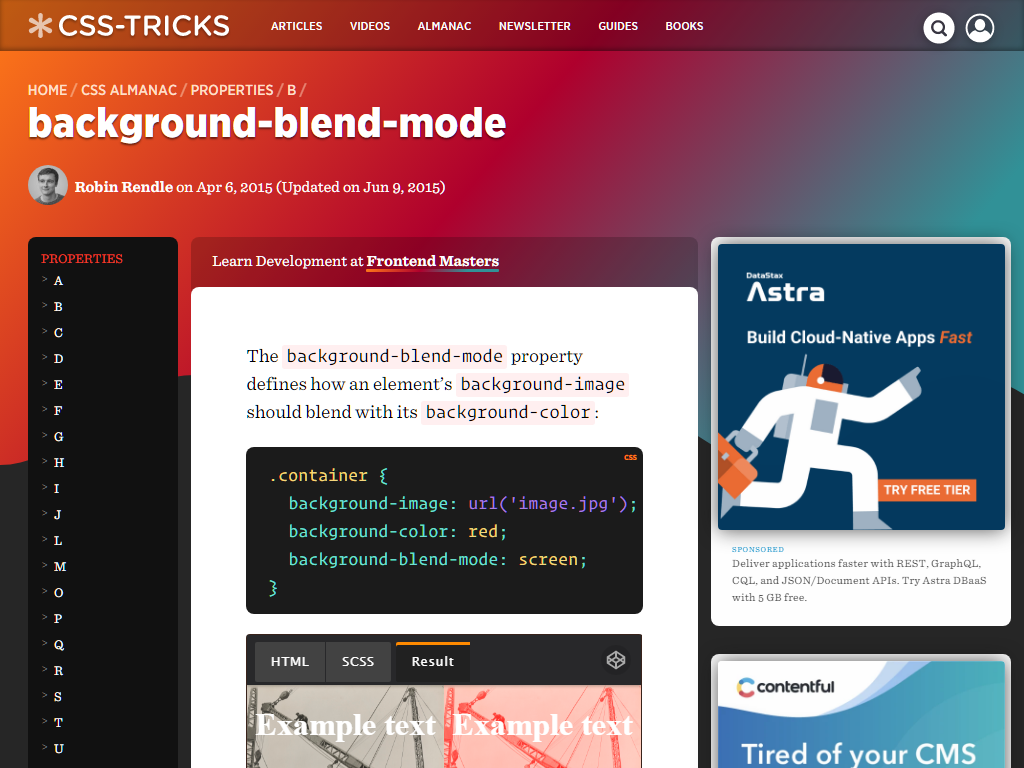 CSS-TRICKS
ARTICLES VIDEOS ALMANAC NEWSLETTER GUIDES BOOKS
HOME / CSS ALMANAC / PROPERTIES / B /
background-blend-mode
Robin Rendle on Apr 6, 2015 (Updated on Jun 9, 2015)
PROPERTIES
> A
> B
> C
> D
> E
> F
> G
> H
> I
> J
> L
> M
> O
> P
> Q
> R
> S
> T
> U
Learn Development at Frontend Masters
The background-blend-mode property
defines how an element’s background-image
should blend with its background-color:
CSS
.container {
background-image: url('image.jpg');
background-color: red;
background-blend-mode: screen;
}
HTML SCSS Result
Example text Example text
DataStax
Astra
Build Cloud-Native Apps Fast
TRY FREE TIER
SPONSORED
Deliver applications faster with REST, GraphQL,
CQL, and JSON/Document APIs. Try Astra DBaaS
with 5 GB free.
contentful
Tired of your CMS